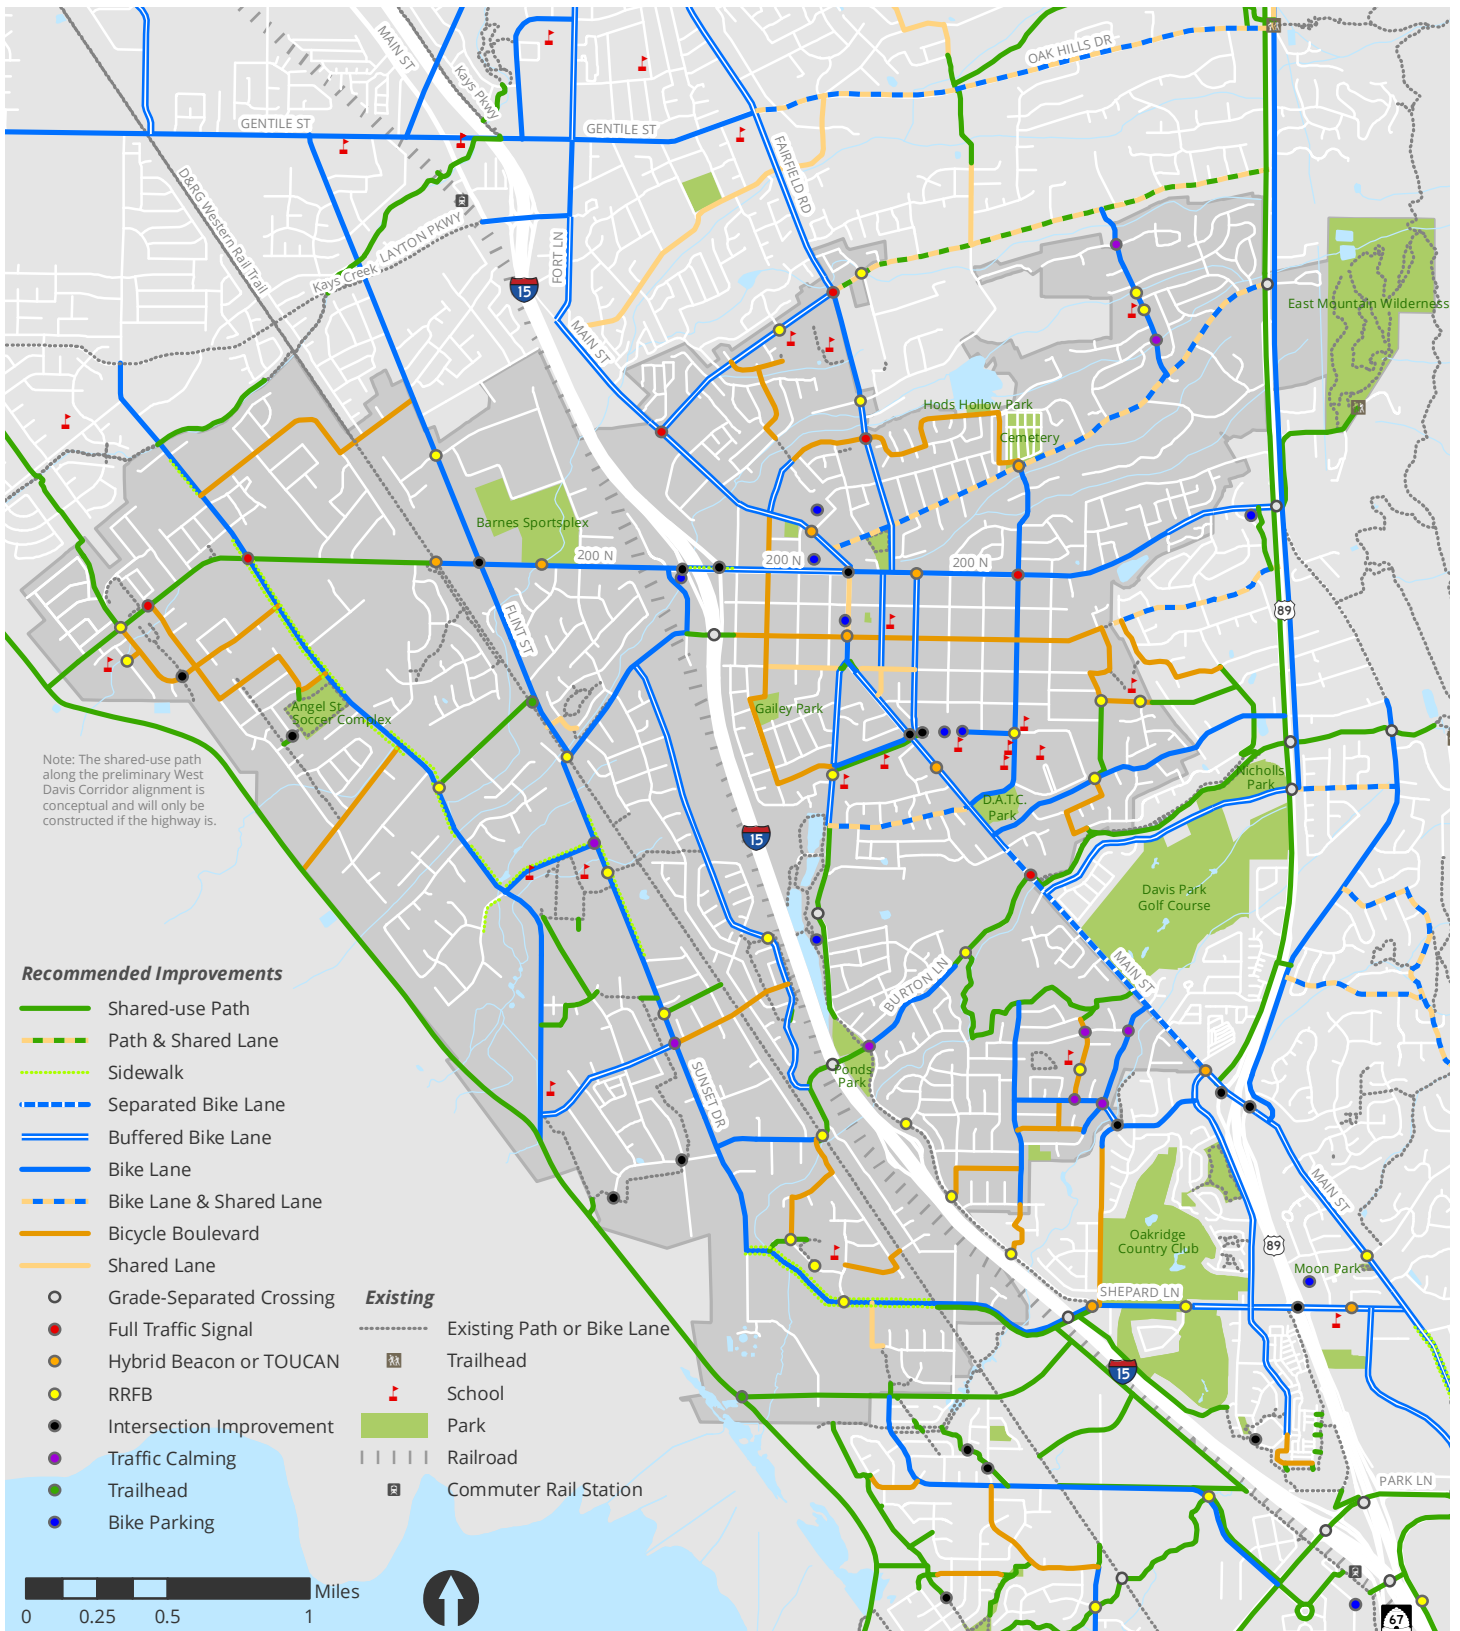 MAIN ST
Kays Pkwy
OAK HILLS DR
GENTILE ST
GENTILE ST
FAIRFIELD RD
D&RG Western Rail Trail
Kays Creek
LAYTON PKWY
FORT LN
15
MAIN ST
East Mountain Wilderness
Hods Hollow Park
Cemetery
Barnes Sportsplex
200 N
200 N
200 N
FLINT ST
89
Angel St
Soccer Complex
Gailey Park
Note: The shared-use path
along the preliminary West
Davis Corridor alignment is
conceptual and will only be
constructed if the highway is.
Nicholls
Park
D.A.T.C.
Park
15
Davis Park
Golf Course
MAIN ST
BURTON LN
Ponds
Park
SUNSET DR
MAIN ST
Oakridge
Country Club
89
Moon Park
SHEPARD LN
15
PARK LN
67
Recommended Improvements
Shared-use Path
Path & Shared Lane
Sidewalk
Separated Bike Lane
Buffered Bike Lane
Bike Lane
Bike Lane & Shared Lane
Bicycle Boulevard
Shared Lane
Grade-Separated Crossing
Full Traffic Signal
Hybrid Beacon or TOUCAN
RRFB
Intersection Improvement
Traffic Calming
Trailhead
Bike Parking
Existing
Existing Path or Bike Lane
Trailhead
School
Park
Railroad
Commuter Rail Station
Miles
0 0.25 0.5 1